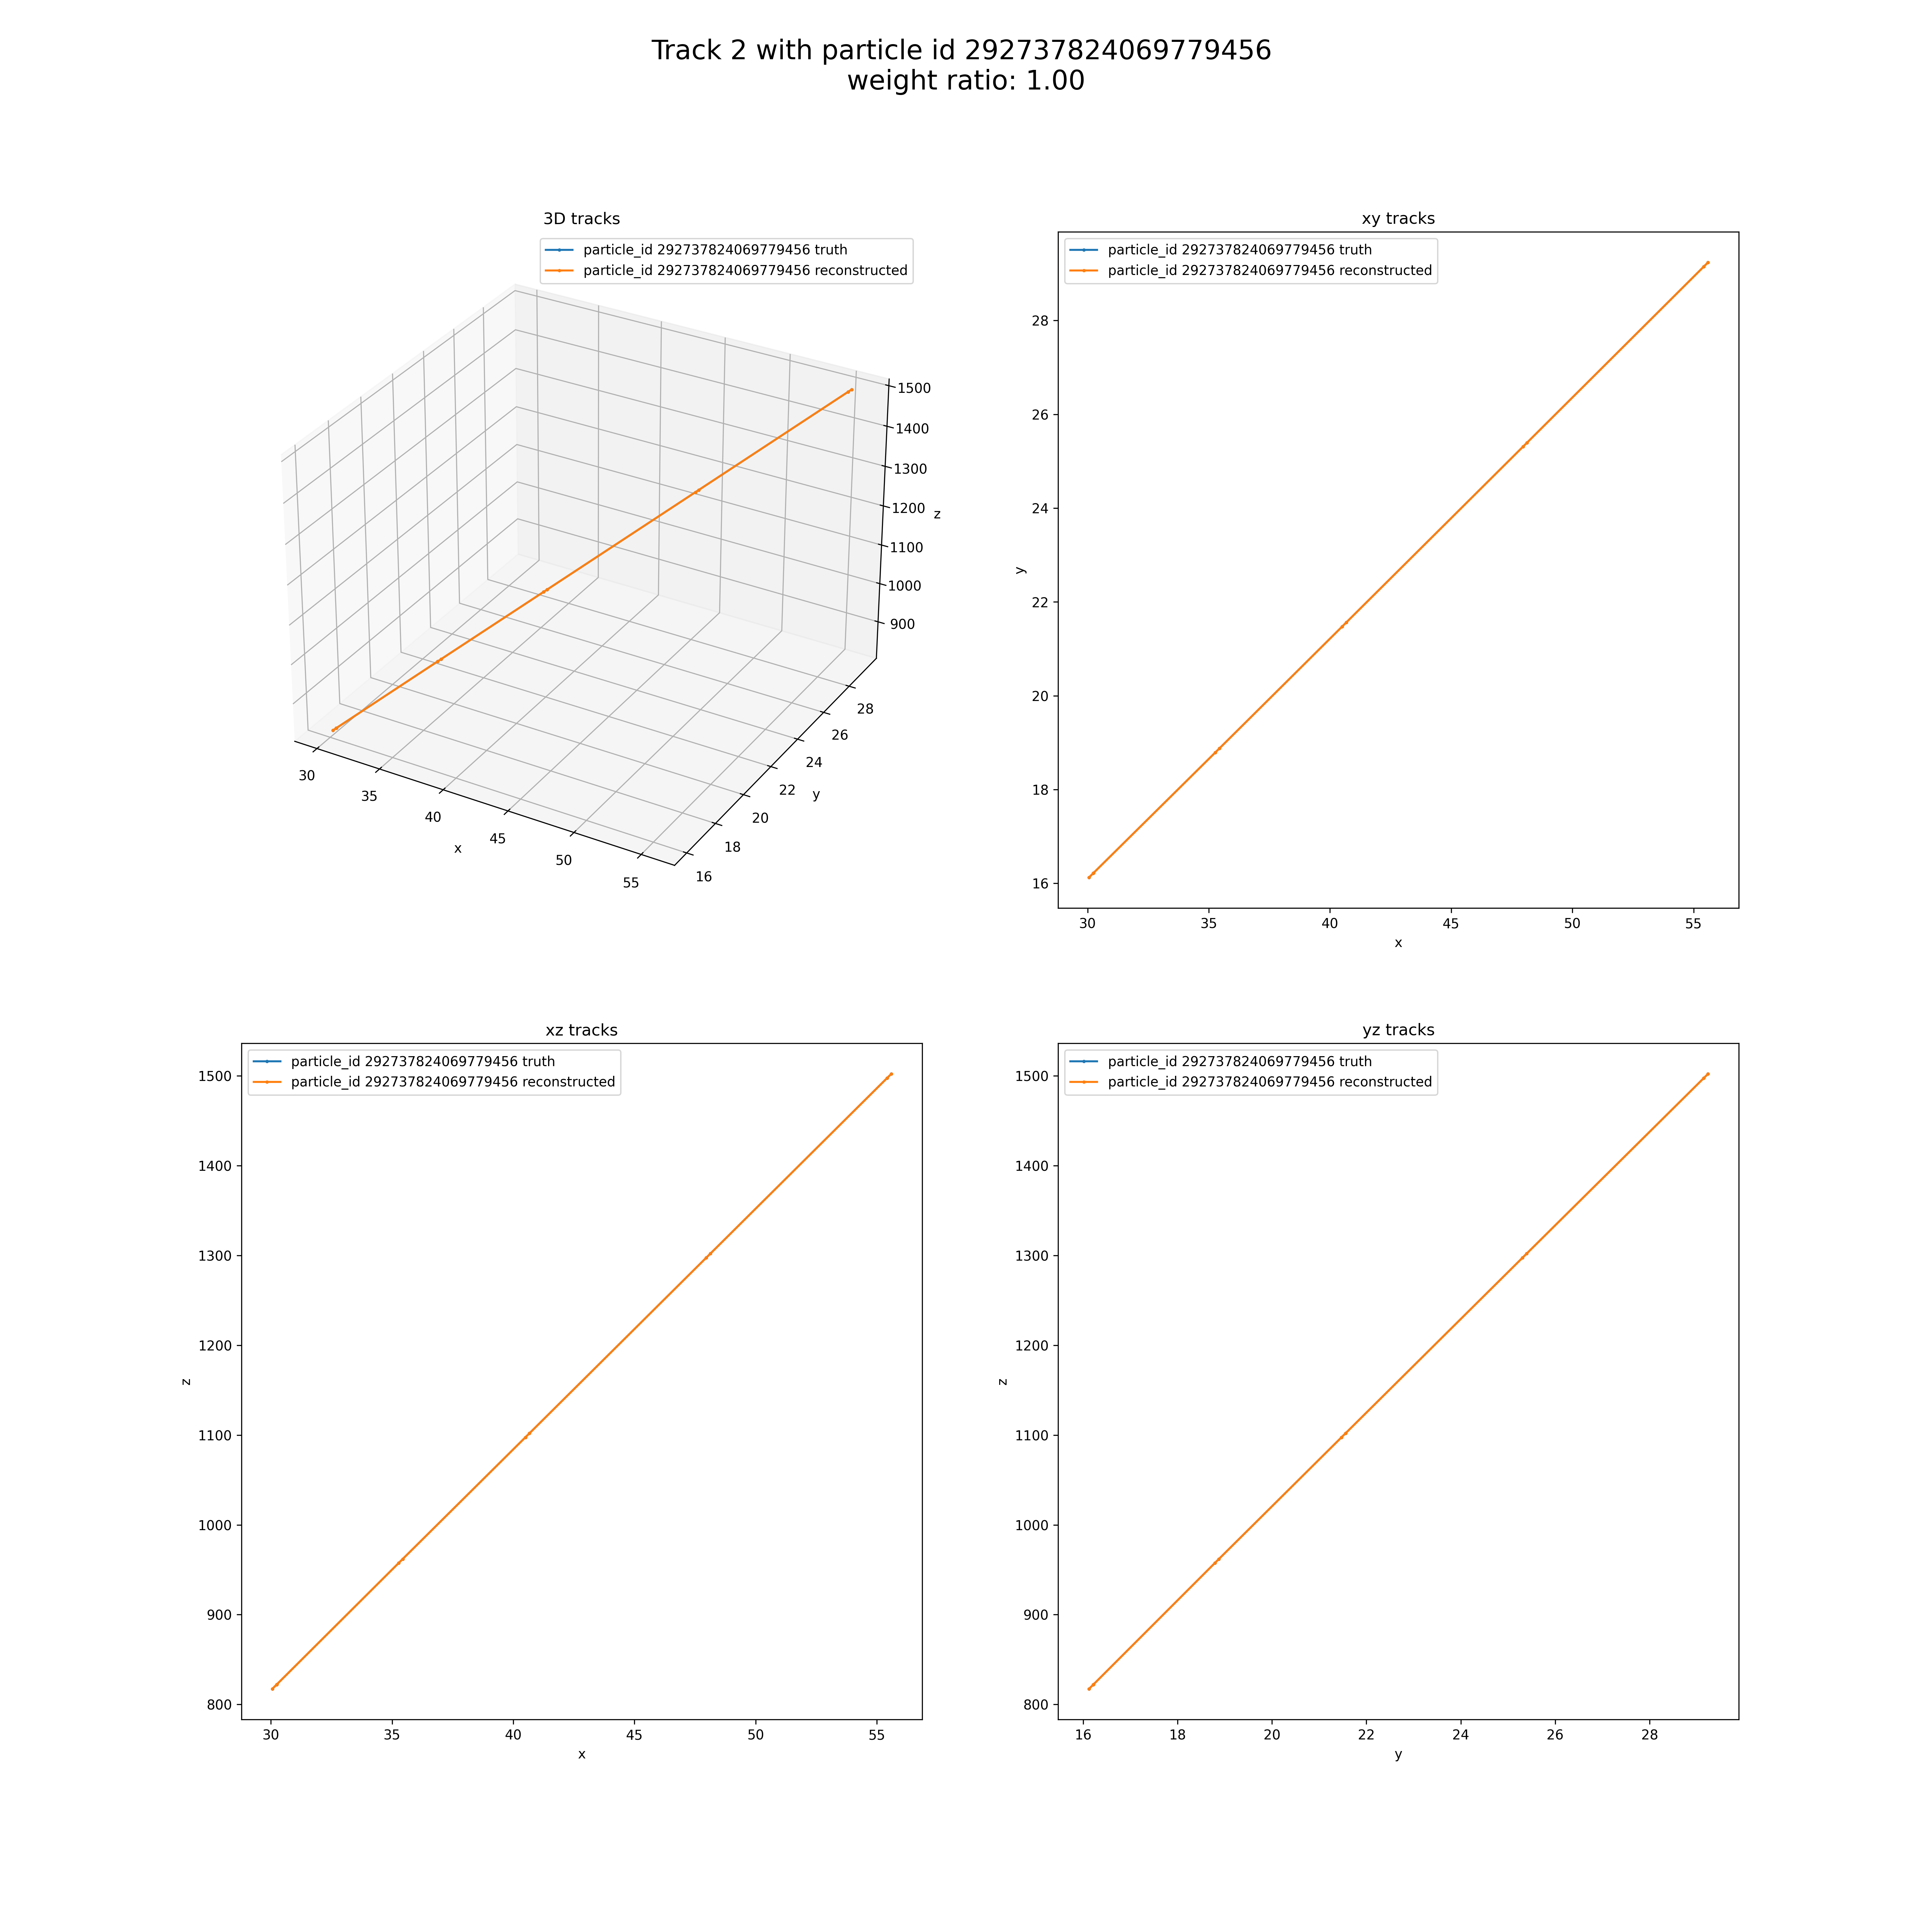 Track 2 with particle id 292737824069779456
weight ratio: 1.00
3D tracks
particle_id 292737824069779456 truth
particle_id 292737824069779456 reconstructed
1500
1400
1300
1200
z
1100
1000
900
28
26
24
22
y
20
18
16
30
35
40
45
50
55
x
xy tracks
particle_id 292737824069779456 truth
particle_id 292737824069779456 reconstructed
28
26
24
y
22
20
18
16
30 35 40 45 50 55
x
xz tracks
particle_id 292737824069779456 truth
particle_id 292737824069779456 reconstructed
1500
1400
1300
1200
z
1100
1000
900
800
30 35 40 45 50 55
x
yz tracks
particle_id 292737824069779456 truth
particle_id 292737824069779456 reconstructed
1500
1400
1300
1200
z
1100
1000
900
800
16 18 20 22 24 26 28
y